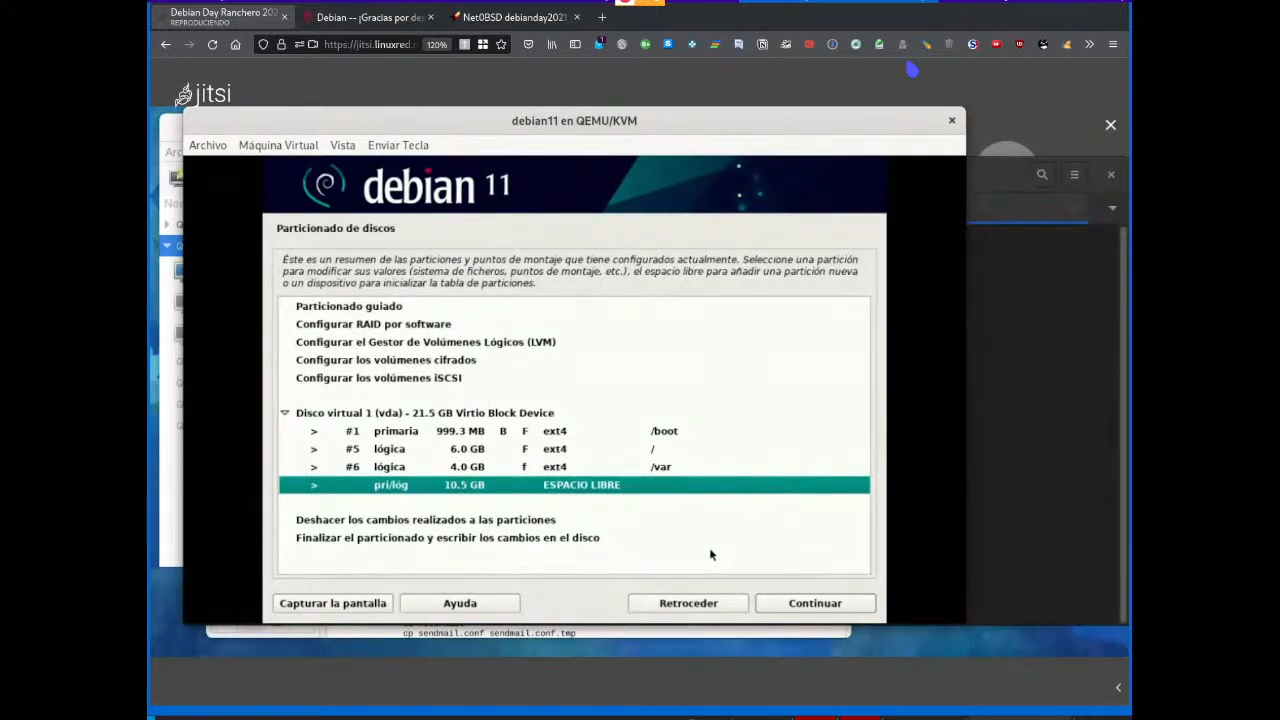 Debian Day Ranchero 202
REPRODUCIENDO
Debian -- ¡Gracias por des
Net0BSD debianday2021
https://jitsi.linuxred.
120%
jitsi
debian11 en QEMU/KVM
Archivo Máquina Virtual Vista Enviar Tecla
debian 11
Particionado de discos
Éste es un resumen de las particiones y puntos de montaje que tiene configurados actualmente. Seleccione una partición
para modificar sus valores (sistema de ficheros, puntos de montaje, etc.), el espacio libre para añadir una partición nueva
o un dispositivo para inicializar la tabla de particiones.
Particionado guiado
Configurar RAID por software
Configurar el Gestor de Volúmenes Lógicos (LVM)
Configurar los volúmenes cifrados
Configurar los volúmenes iSCSI
Disco virtual 1 (vda) - 21.5 GB Virtio Block Device
> #1 primaria 999.3 MB B F ext4 /boot
> #5 lógica 6.0 GB F ext4 /
> #6 lógica 4.0 GB f ext4 /var
> pri/lóg 10.5 GB ESPACIO LIBRE
Deshacer los cambios realizados a las particiones
Finalizar el particionado y escribir los cambios en el disco
Capturar la pantalla Ayuda Retroceder Continuar
cp sendmail.conf sendmail.conf.tmp